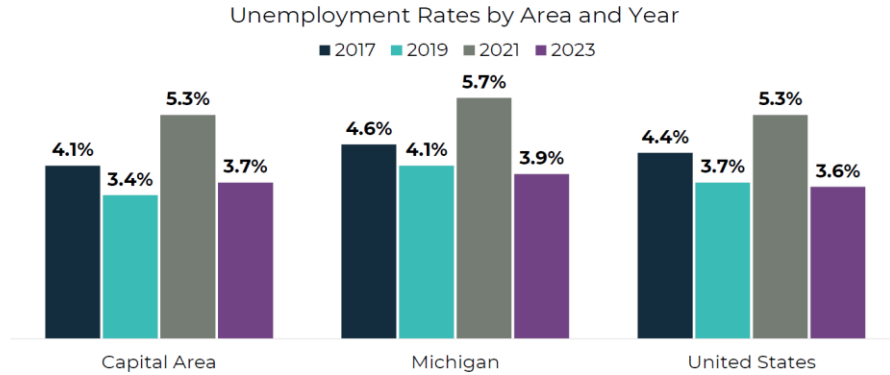 Unemployment Rates by Area and Year
2017 2019 2021 2023
4.1% 3.4% 5.3% 3.7%
4.6% 4.1% 5.7% 3.9%
4.4% 3.7% 5.3% 3.6%
Capital Area Michigan United States